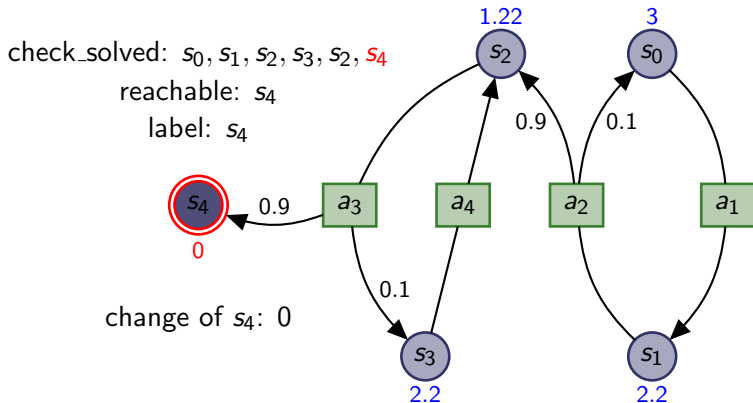 1.22
3
check_solved: s₀, s₁, s₂, s₃, s₂, s₄
s₂
s₀
reachable: s₄
0.9
0.1
label: s₄
s₄
0.9
a₃
a₄
a₂
a₁
0
0.1
change of s₄: 0
s₃
s₁
2.2
2.2